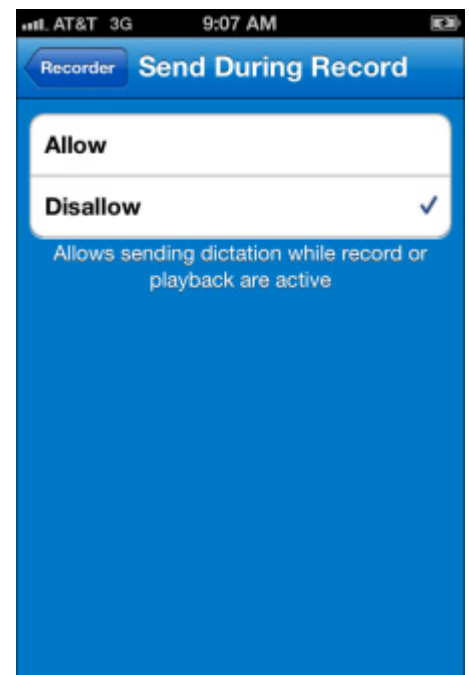 AT&T 3G 9:07 AM
Recorder Send During Record
Allow
Disallow
Allows sending dictation while record or
playback are active